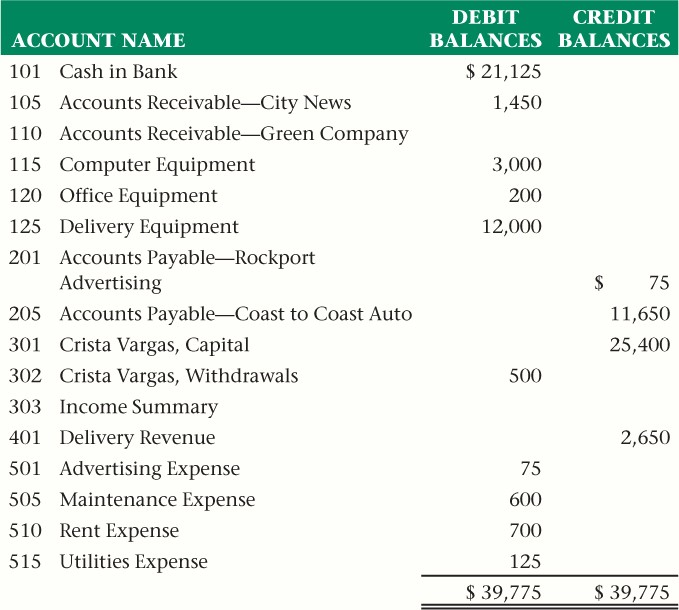 DEBIT CREDIT
ACCOUNT NAME BALANCES BALANCES
101 Cash in Bank $ 21,125
105 Accounts Receivable—City News 1,450
110 Accounts Receivable—Green Company
115 Computer Equipment 3,000
120 Office Equipment 200
125 Delivery Equipment 12,000
201 Accounts Payable—Rockport
Advertising $ 75
205 Accounts Payable—Coast to Coast Auto 11,650
301 Crista Vargas, Capital 25,400
302 Crista Vargas, Withdrawals 500
303 Income Summary
401 Delivery Revenue 2,650
501 Advertising Expense 75
505 Maintenance Expense 600
510 Rent Expense 700
515 Utilities Expense 125
$ 39,775 $ 39,775